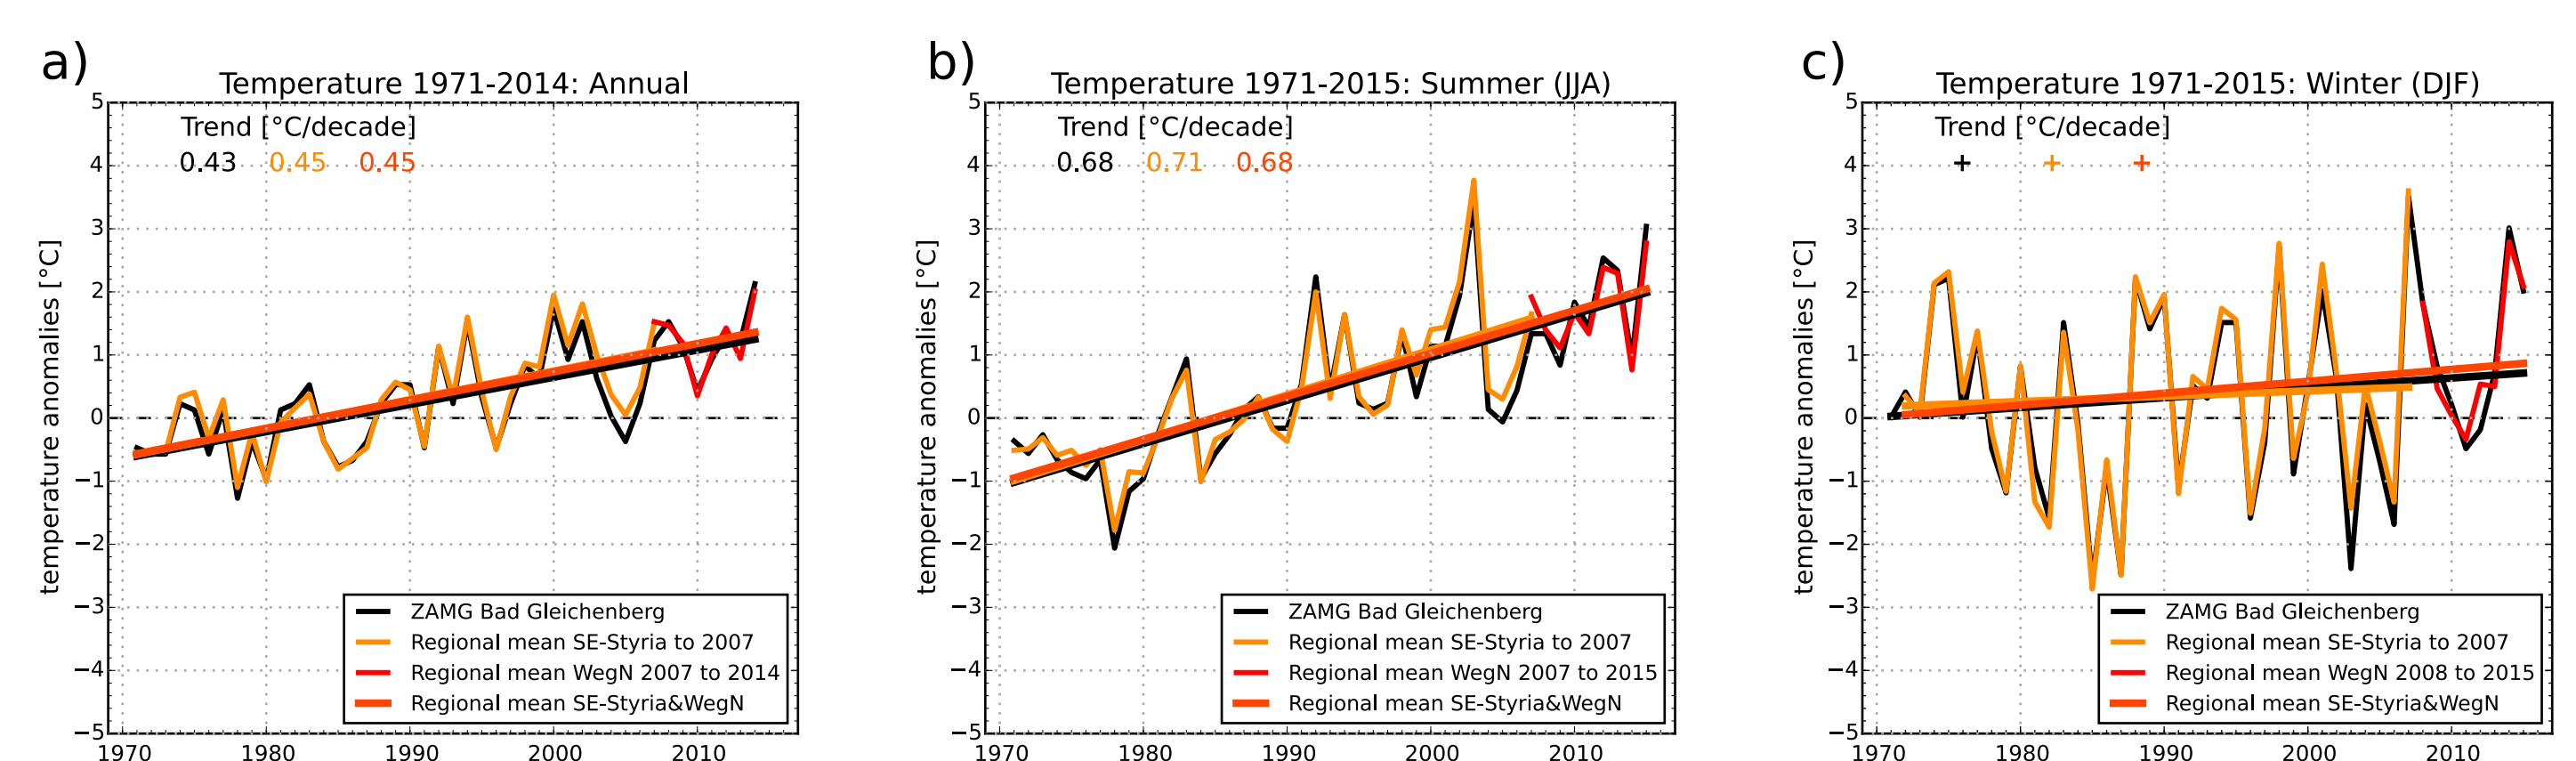 a)
Temperature 1971-2014: Annual
Trend [°C/decade]
0.43 0.45 0.45
temperature anomalies [°C]
5
4
3
2
1
0
−1
−2
−3
−4
−5
1970 1980 1990 2000 2010
ZAMG Bad Gleichenberg
Regional mean SE-Styria to 2007
Regional mean WegN 2007 to 2014
Regional mean SE-Styria&WegN
b)
Temperature 1971-2015: Summer (JJA)
Trend [°C/decade]
0.68 0.71 0.68
temperature anomalies [°C]
5
4
3
2
1
0
−1
−2
−3
−4
−5
1970 1980 1990 2000 2010
ZAMG Bad Gleichenberg
Regional mean SE-Styria to 2007
Regional mean WegN 2007 to 2015
Regional mean SE-Styria&WegN
c)
Temperature 1971-2015: Winter (DJF)
Trend [°C/decade]
+ + +
temperature anomalies [°C]
5
4
3
2
1
0
−1
−2
−3
−4
−5
1970 1980 1990 2000 2010
ZAMG Bad Gleichenberg
Regional mean SE-Styria to 2007
Regional mean WegN 2008 to 2015
Regional mean SE-Styria&WegN